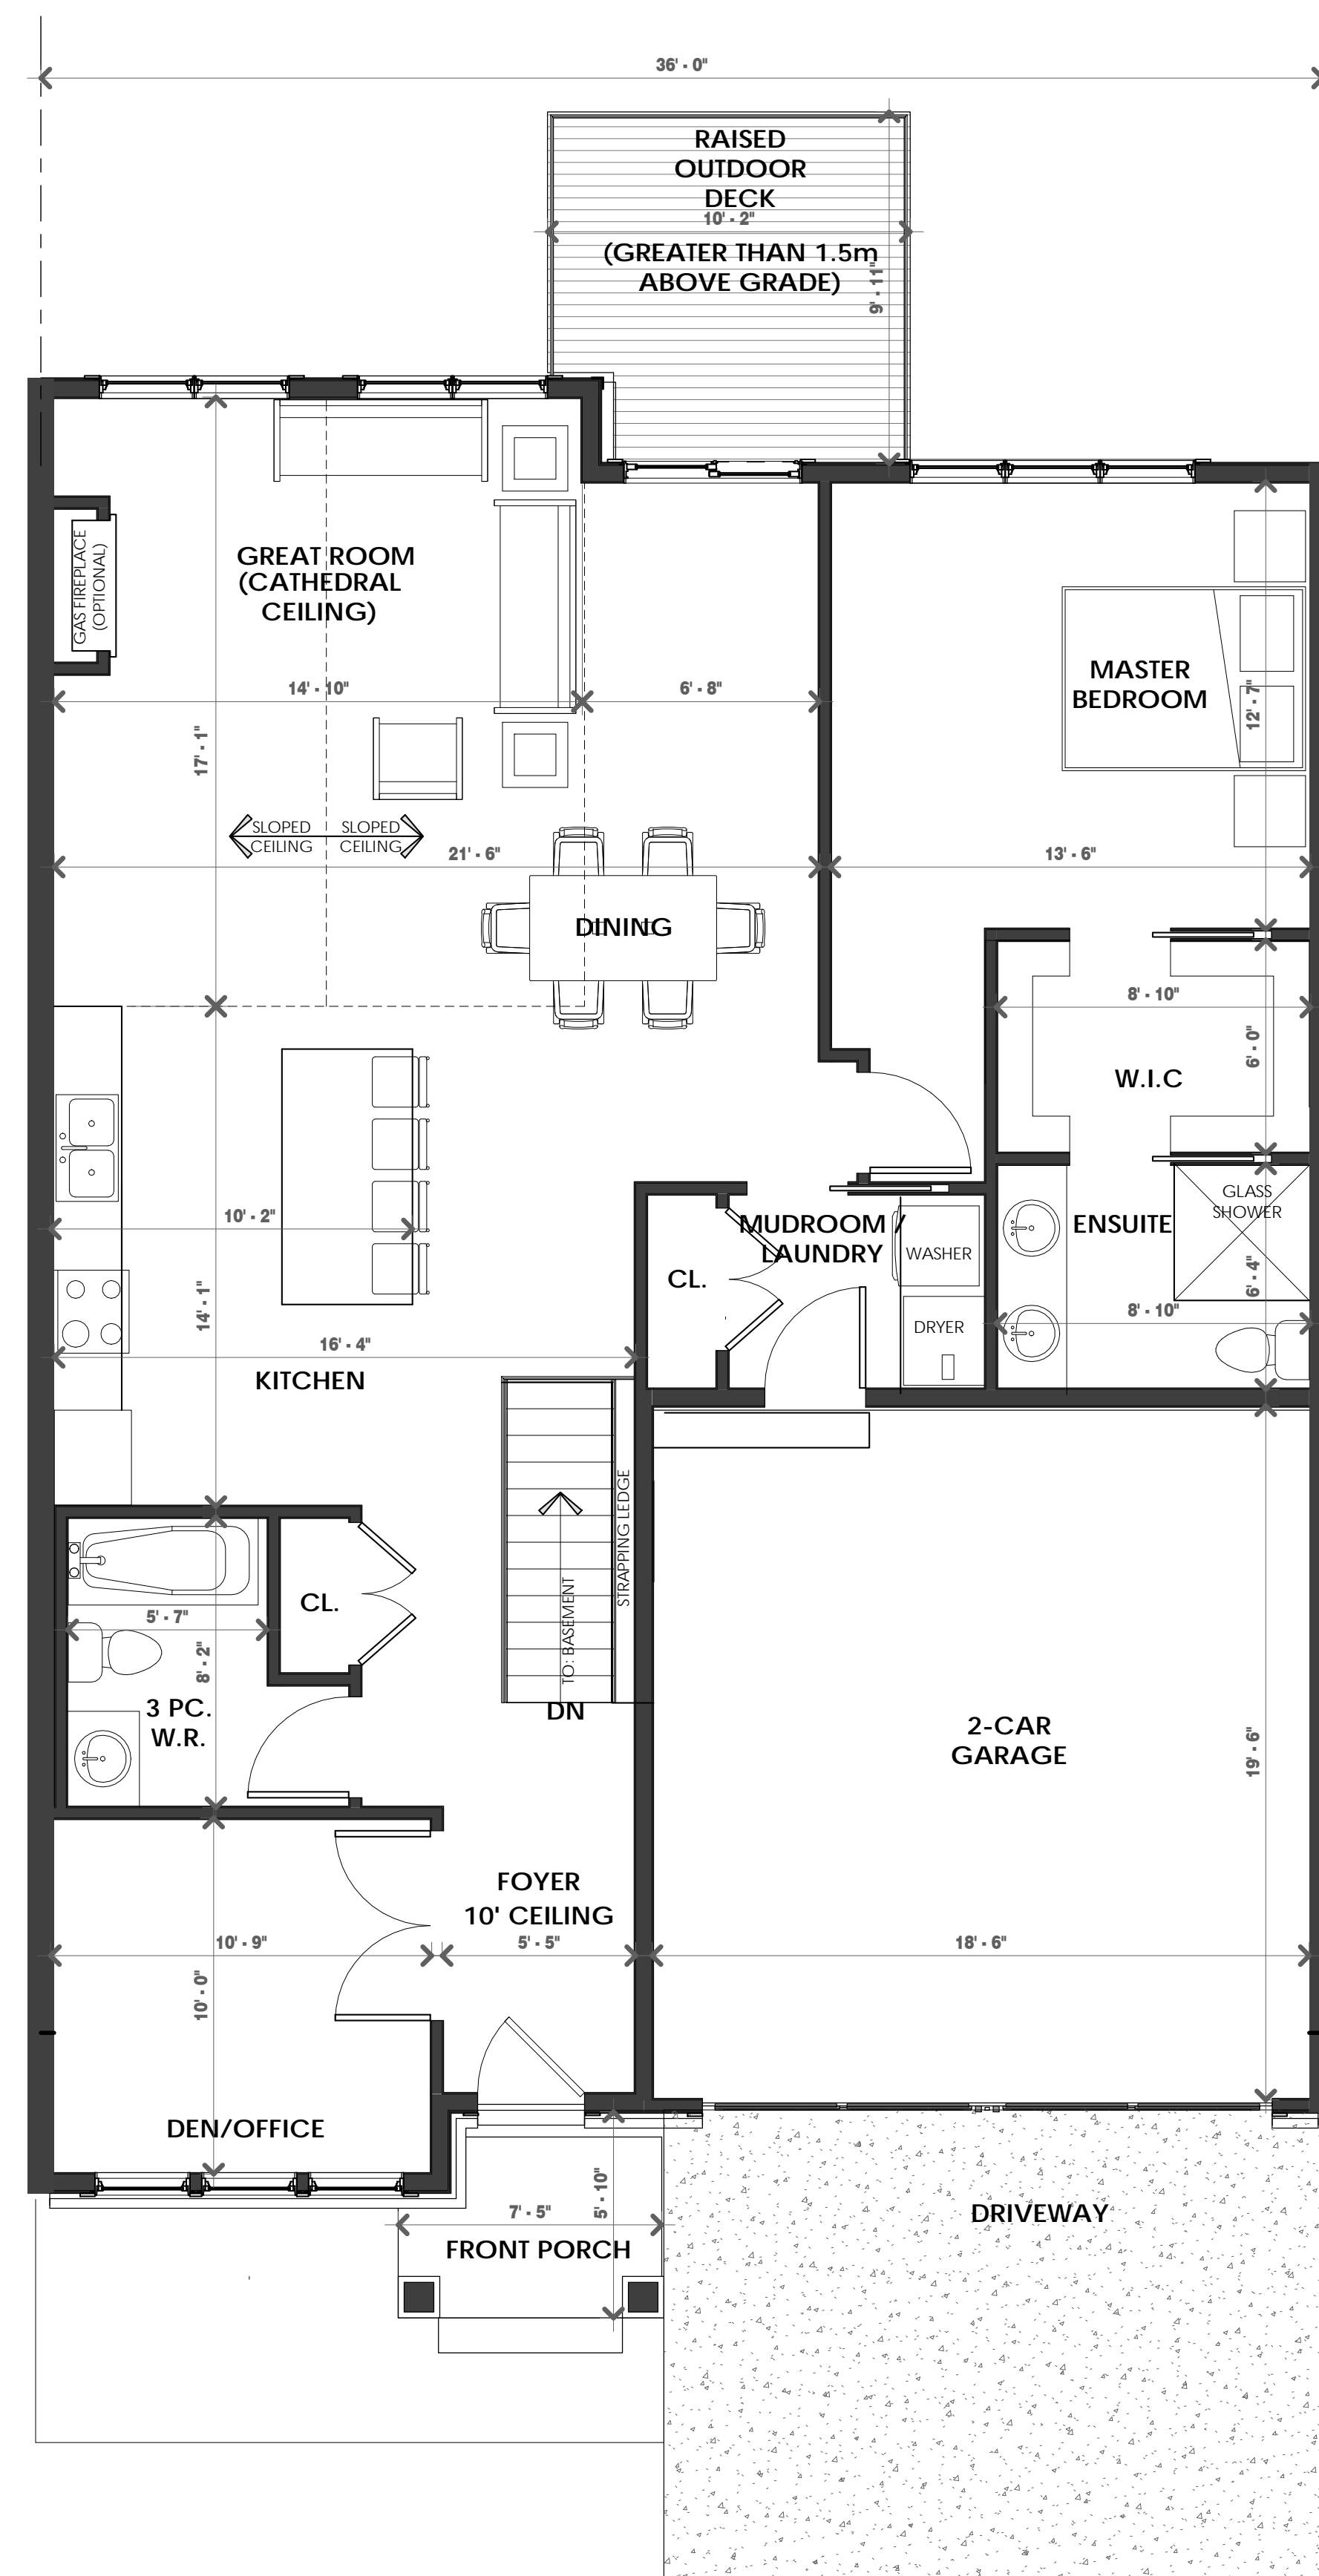 36' - 0"
RAISED
OUTDOOR
DECK
10' - 2"
(GREATER THAN 1.5m
ABOVE GRADE)
9' - 11"
GAS FIREPLACE
(OPTIONAL)
GREAT ROOM
(CATHEDRAL
CEILING)
14' - 10"
6' - 8"
17' - 1"
MASTER
BEDROOM
12' - 7"
SLOPED
CEILING
SLOPED
CEILING
21' - 6"
13' - 6"
DINING
8' - 10"
6' - 0"
W.I.C
10' - 2"
14' - 1"
16' - 4"
KITCHEN
CL.
MUDROOM /
LAUNDRY
WASHER
DRYER
ENSUITE
GLASS
SHOWER
6' - 4"
8' - 10"
STRAPPING LEDGE
TO: BASEMENT
DN
5' - 7"
8' - 2"
CL.
3 PC.
W.R.
2-CAR
GARAGE
19' - 6"
FOYER
10' CEILING
10' - 9"
5' - 5"
18' - 6"
10' - 0"
DEN/OFFICE
7' - 5"
5' - 10"
FRONT PORCH
DRIVEWAY